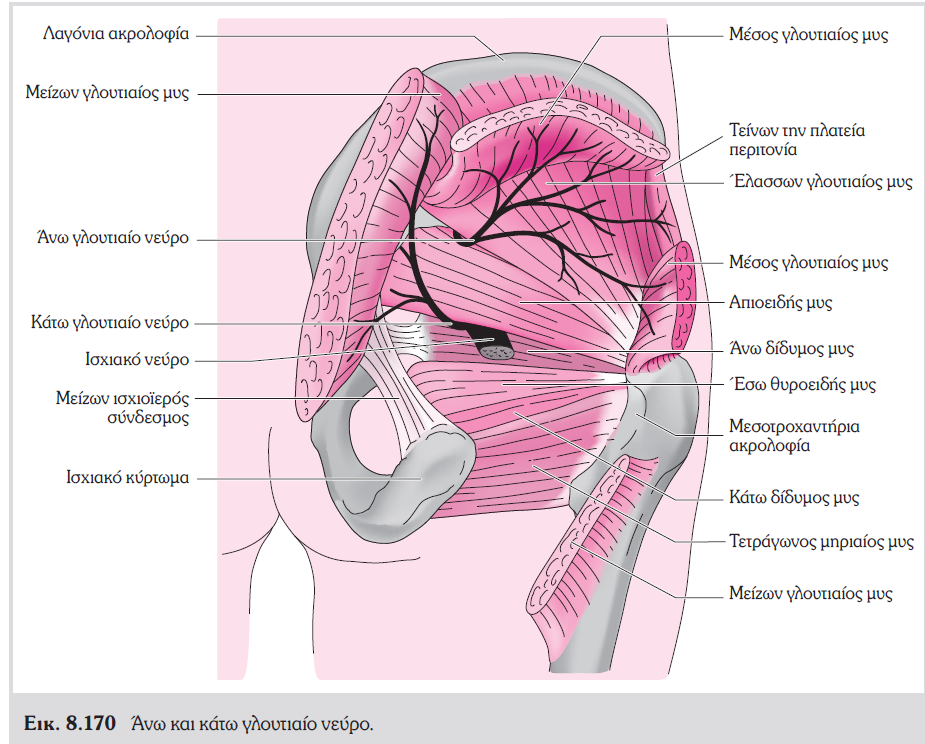 Λαγόνια ακρολοφία
Μείζων γλουτιαίος μυς
Άνω γλουτιαίο νεύρο
Κάτω γλουτιαίο νεύρο
Ισχιακό νεύρο
Μείζων ισχιοϊερός
σύνδεσμος
Ισχιακό κύρτωμα
Μέσος γλουτιαίος μυς
Τείνων την πλατεία
περιτονία
Έλασσων γλουτιαίος μυς
Μέσος γλουτιαίος μυς
Απιοειδής μυς
Άνω δίδυμος μυς
Έσω θυροειδής μυς
Μεσοτροχαντήρια
ακρολοφία
Κάτω δίδυμος μυς
Τετράγωνος μηριαίος μυς
Μείζων γλουτιαίος μυς
Εικ. 8.170 Άνω και κάτω γλουτιαίο νεύρο.